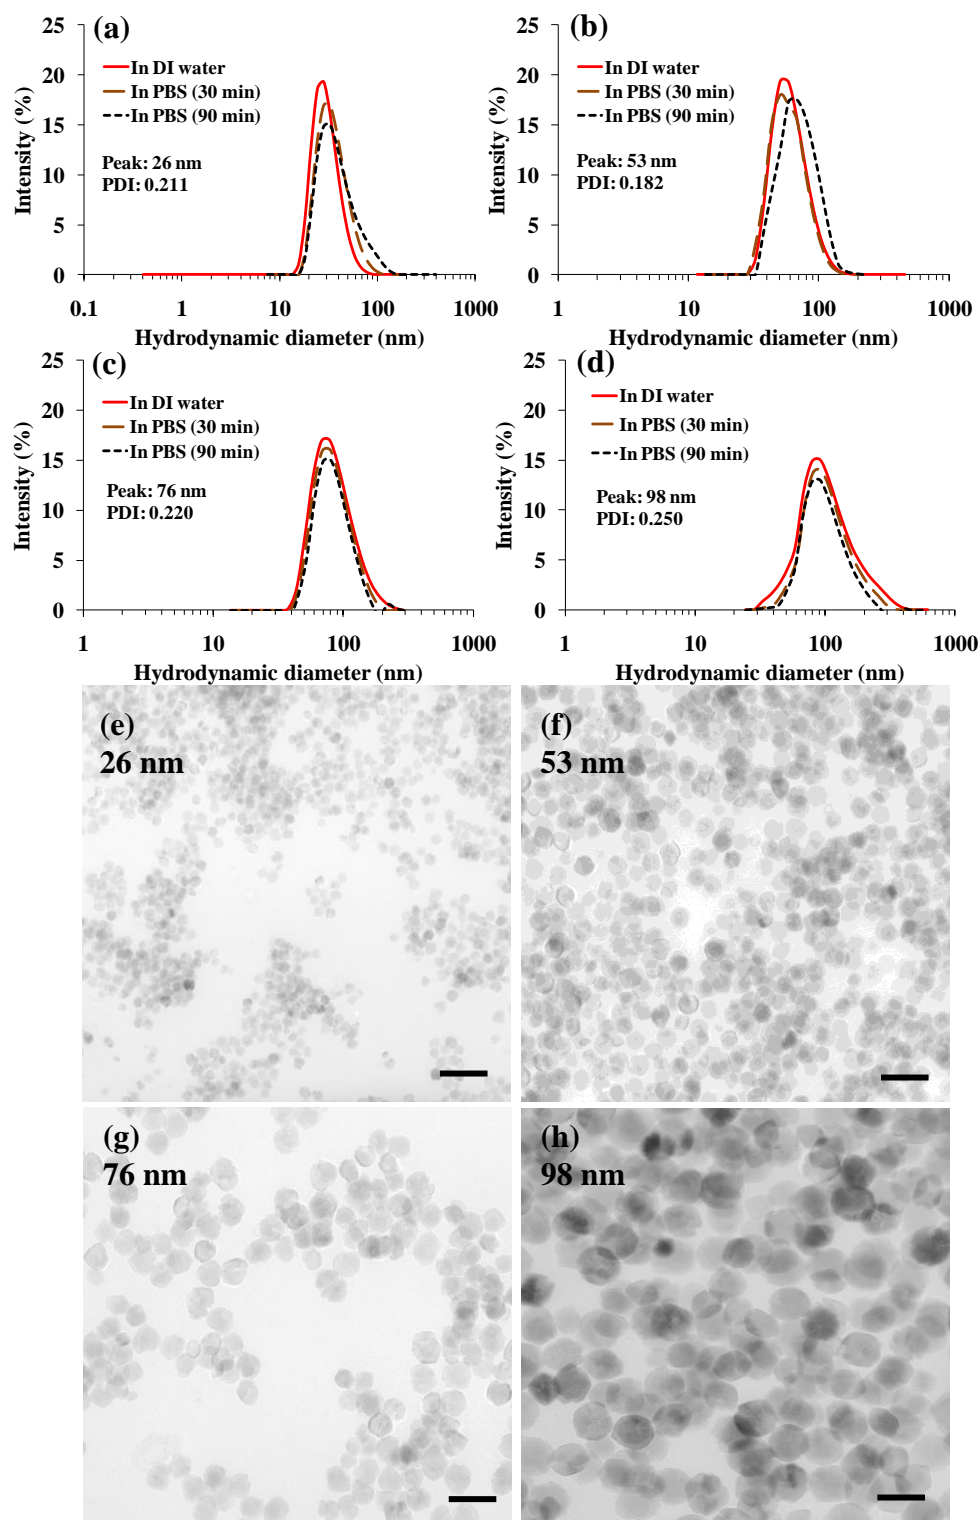 (a)
25
20
15
10
5
0
Intensity (%)
In DI water
In PBS (30 min)
In PBS (90 min)
Peak: 26 nm
PDI: 0.211
0.1 1 10 100 1000
Hydrodynamic diameter (nm)
(b)
25
20
15
10
5
0
Intensity (%)
In DI water
In PBS (30 min)
In PBS (90 min)
Peak: 53 nm
PDI: 0.182
1 10 100 1000
Hydrodynamic diameter (nm)
(c)
25
20
15
10
5
0
Intensity (%)
In DI water
In PBS (30 min)
In PBS (90 min)
Peak: 76 nm
PDI: 0.220
1 10 100 1000
Hydrodynamic diameter (nm)
(d)
25
20
15
10
5
0
Intensity (%)
In DI water
In PBS (30 min)
In PBS (90 min)
Peak: 98 nm
PDI: 0.250
1 10 100 1000
Hydrodynamic diameter (nm)
(e)
26 nm
(f)
53 nm
(g)
76 nm
(h)
98 nm